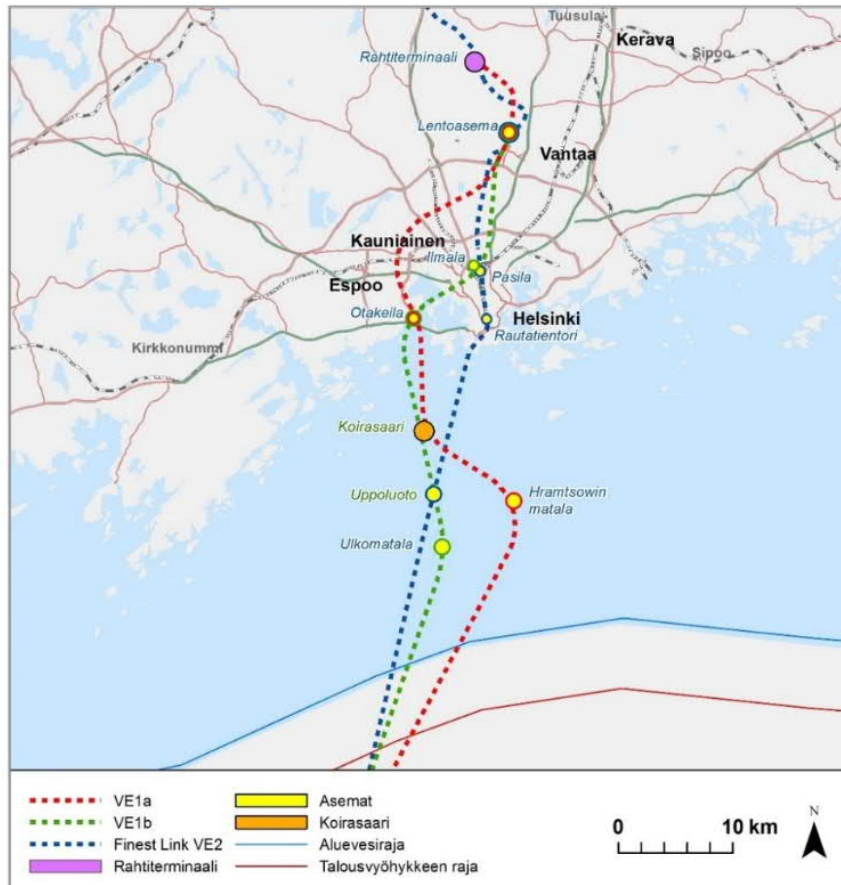 Tuusula
Kerava
Sipoo
Rahtiterminaali
Lentoasema
Vantaa
Kauniainen
Ilmala
Pasila
Espoo
Otakeila
Helsinki
Rautatientori
Kirkkonummi
Koirasaari
Uppoluoto
Hramtsowin
matala
Ulkomatala
VE1a
VE1b
Finest Link VE2
Rahtiterminaali
Asemat
Koirasaari
Aluevesiraja
Talousvyöhykkeen raja
0 10 km
N